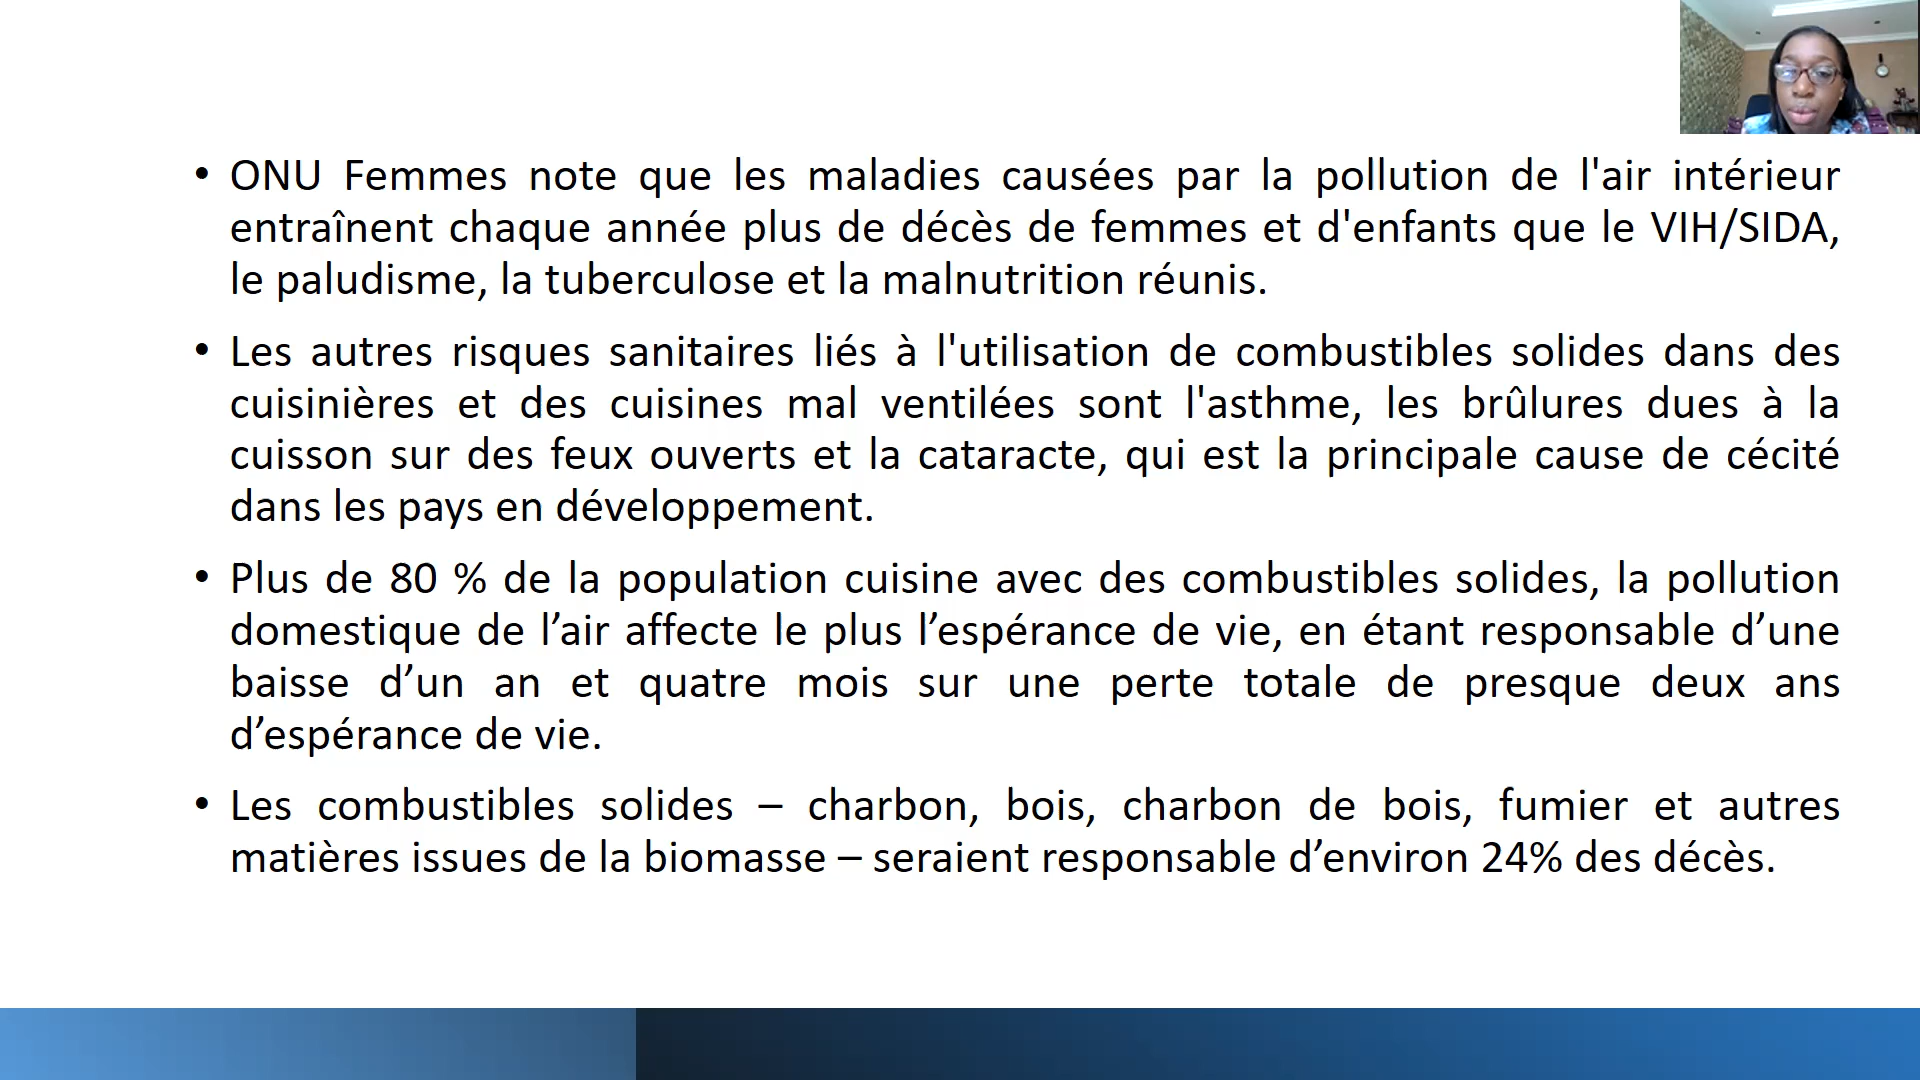 • ONU Femmes note que les maladies causées par la pollution de l'air intérieur
entraînent chaque année plus de décès de femmes et d'enfants que le VIH/SIDA,
le paludisme, la tuberculose et la malnutrition réunis.
• Les autres risques sanitaires liés à l'utilisation de combustibles solides dans des
cuisinières et des cuisines mal ventilées sont l'asthme, les brûlures dues à la
cuisson sur des feux ouverts et la cataracte, qui est la principale cause de cécité
dans les pays en développement.
• Plus de 80 % de la population cuisine avec des combustibles solides, la pollution
domestique de l’air affecte le plus l’espérance de vie, en étant responsable d’une
baisse d’un an et quatre mois sur une perte totale de presque deux ans
d’espérance de vie.
• Les combustibles solides – charbon, bois, charbon de bois, fumier et autres
matières issues de la biomasse – seraient responsable d’environ 24% des décès.